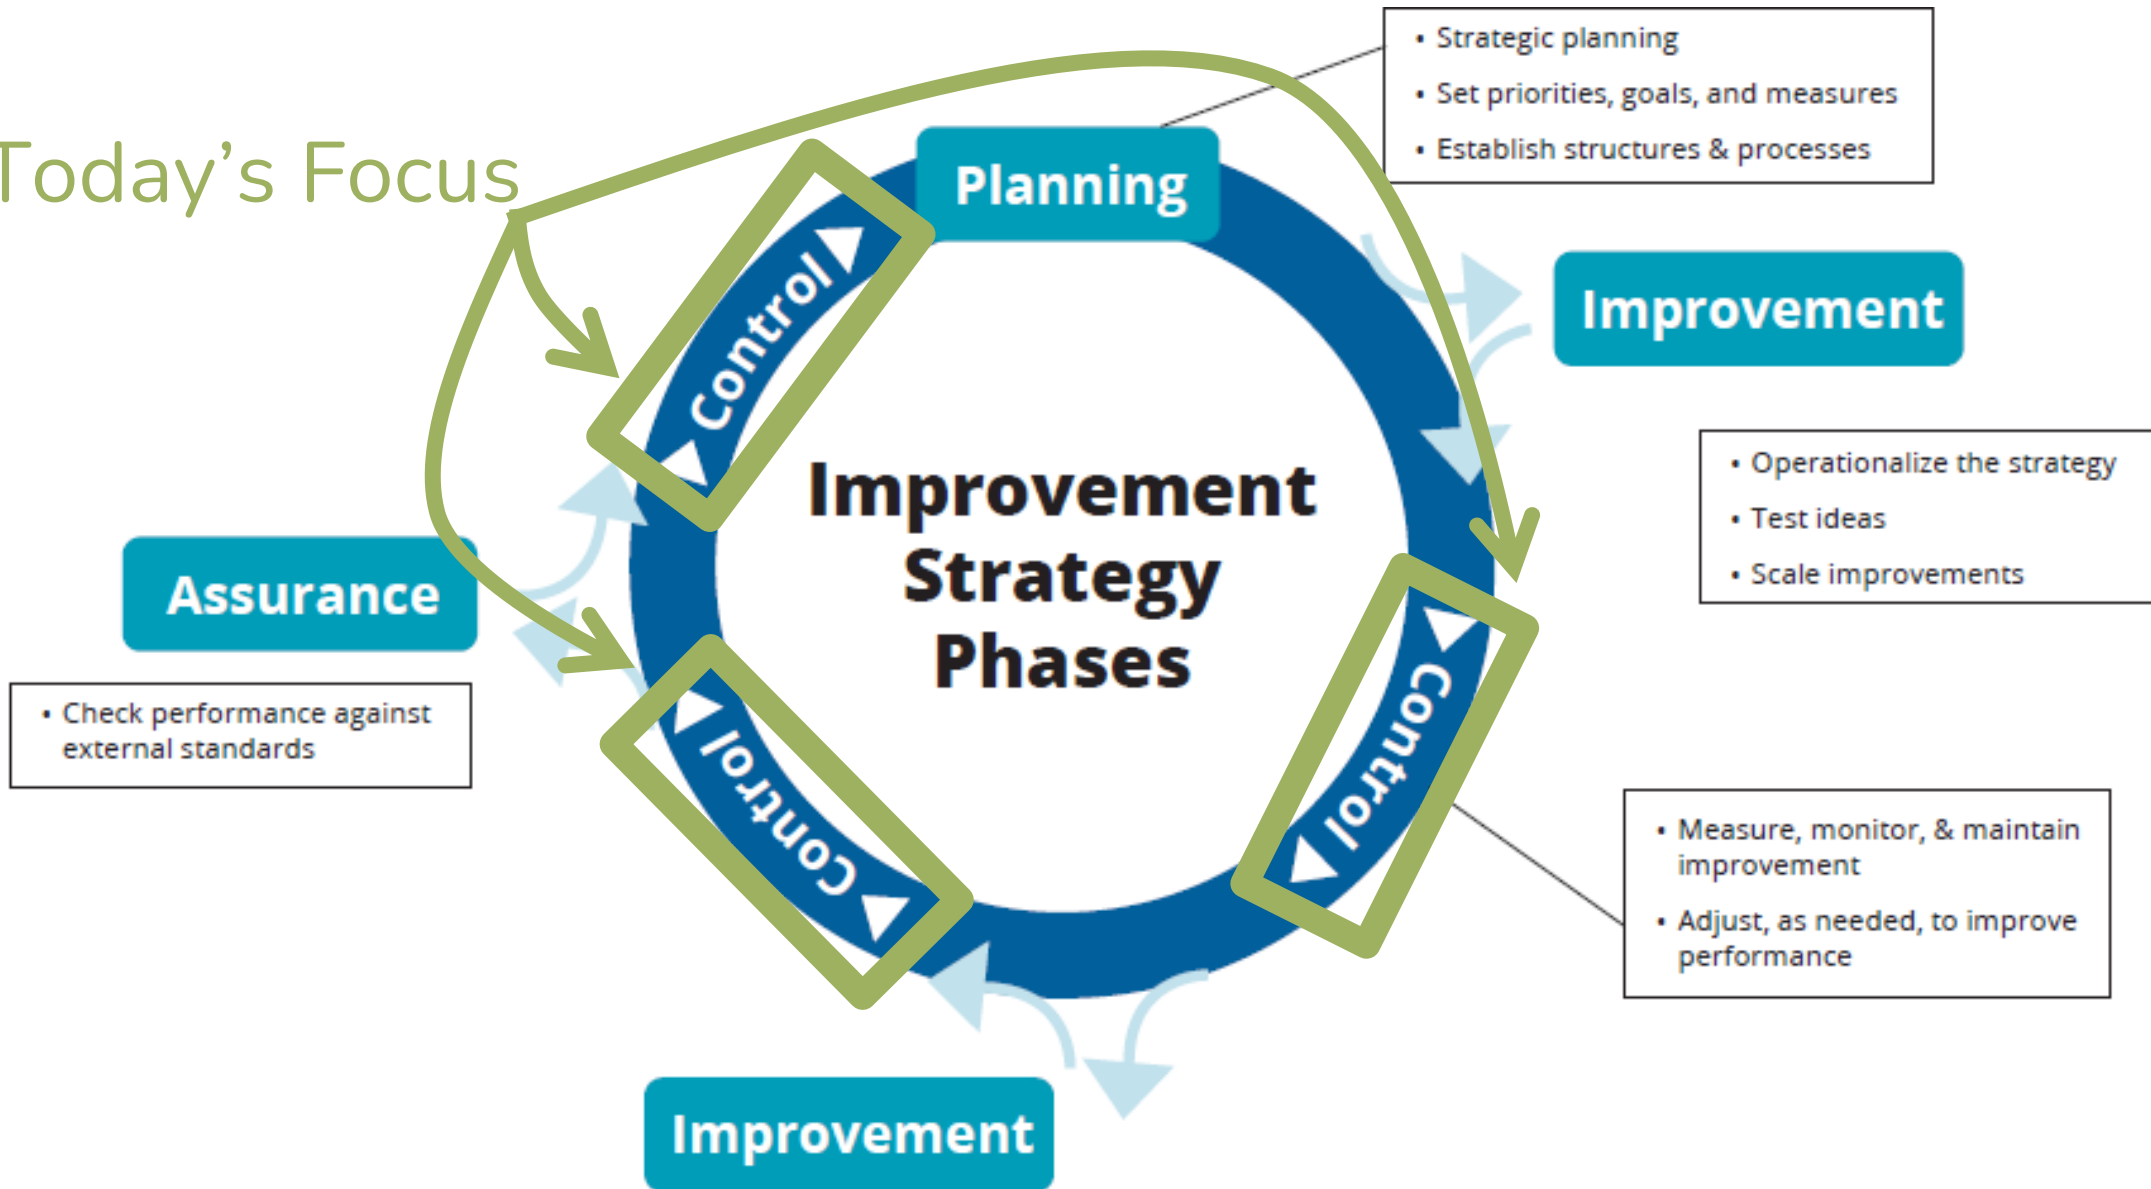 • Strategic planning
• Set priorities, goals, and measures
• Establish structures & processes
Today's Focus
Planning
Control
Improvement
• Operationalize the strategy
• Test ideas
• Scale improvements
Improvement
Strategy
Phases
Assurance
• Check performance against
external standards
Control
Control
• Measure, monitor, & maintain
improvement
• Adjust, as needed, to improve
performance
Improvement